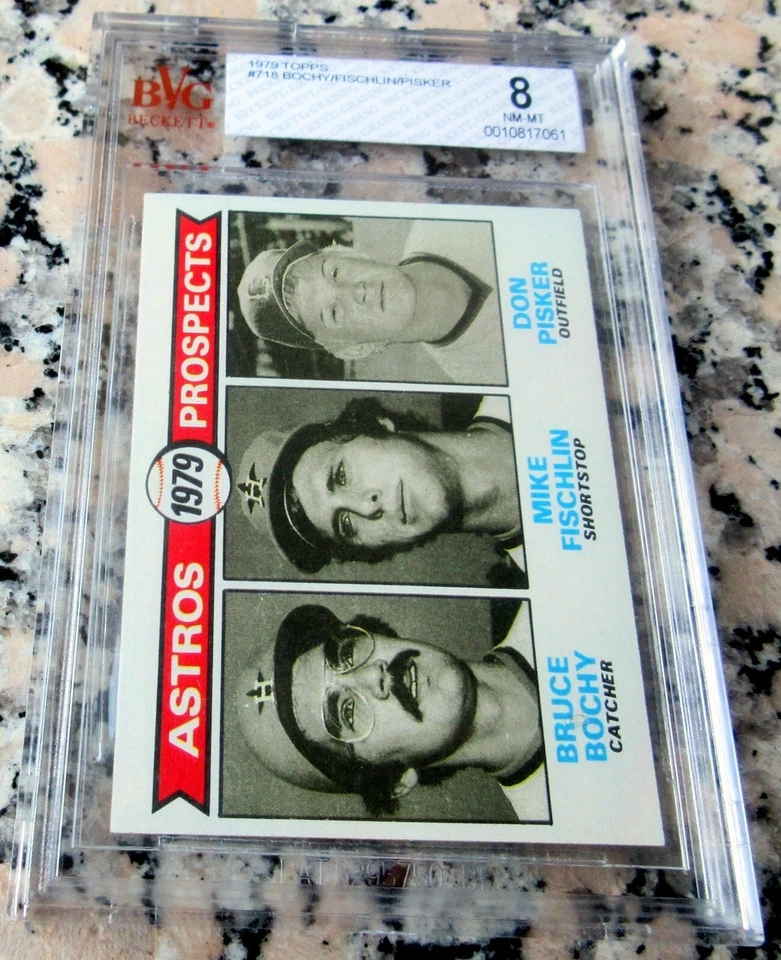 BVG
BECKETT
1979 TOPPS
#718 BOCHY/FISCHLIN/PISKER
8
NM-MT
0010817061
ASTROS 1979 PROSPECTS
BRUCE
BOCHY
CATCHER
MIKE
FISCHLIN
SHORTSTOP
DON
PISKER
OUTFIELD